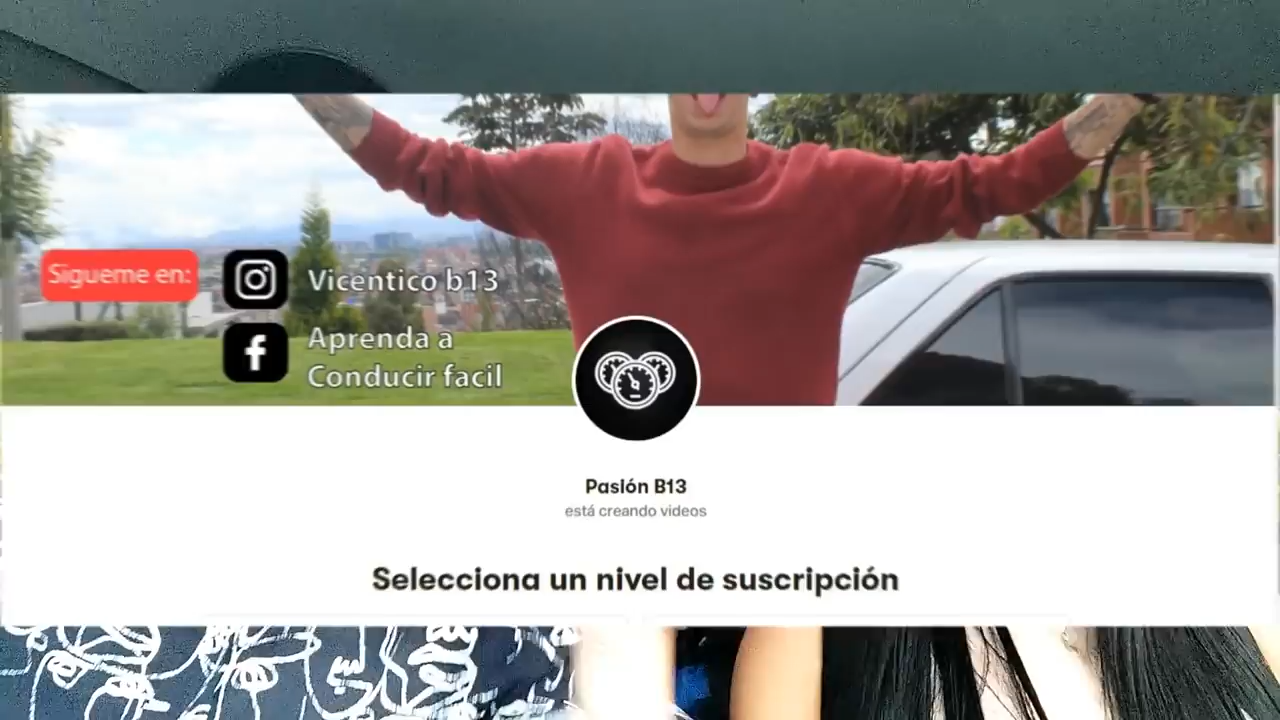 Sigueme en:
Vicentico b13
Aprenda a
Conducir facil
Pasión B13
está creando videos
Selecciona un nivel de suscripción